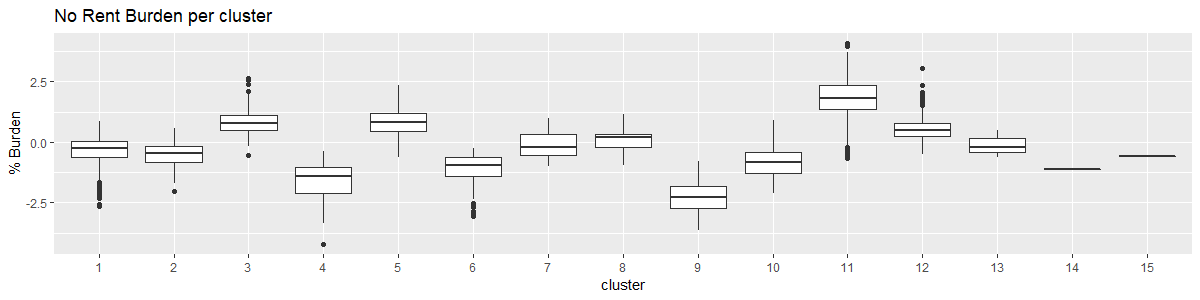 No Rent Burden per cluster
% Burden
2.5
0.0
-2.5
1 2 3 4 5 6 7 8 9 10 11 12 13 14 15
cluster